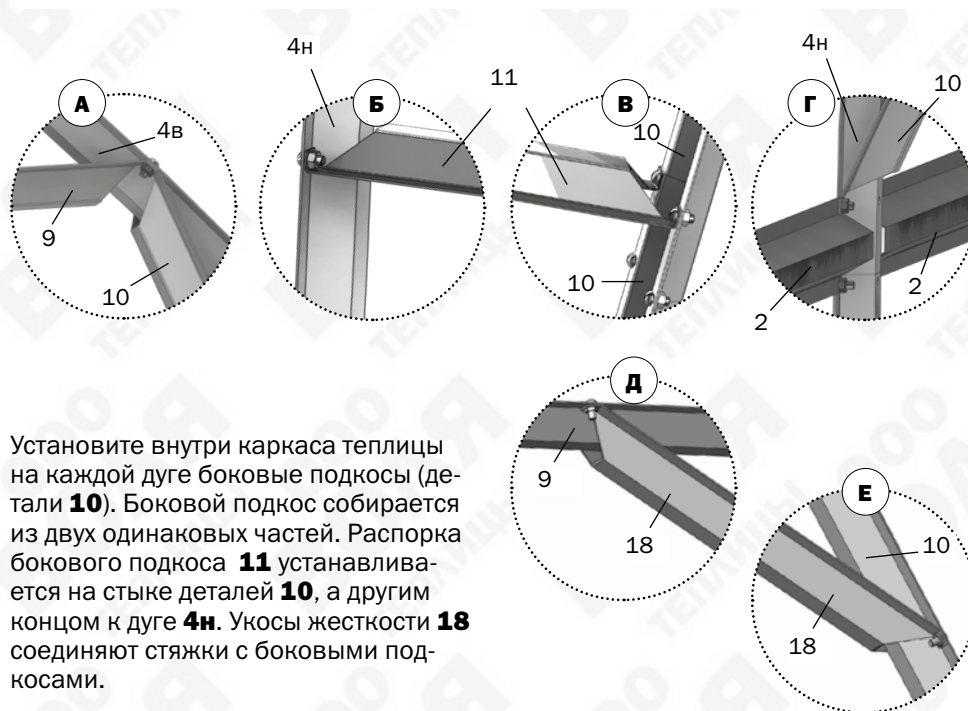 4н
4н
11
10
А
Б
В
Г
4в
10
9
10
10
11
2
2
Д
9
18
Е
10
18
Установите внутри каркаса теплицы
на каждой дуге боковые подкосы (де-
тали 10). Боковой подкос собирается
из двух одинаковых частей. Распорка
бокового подкоса 11 устанавлива-
ется на стыке деталей 10, а другим
концом к дуге 4н. Укосы жесткости 18
соединяют стяжки с боковыми под-
косами.